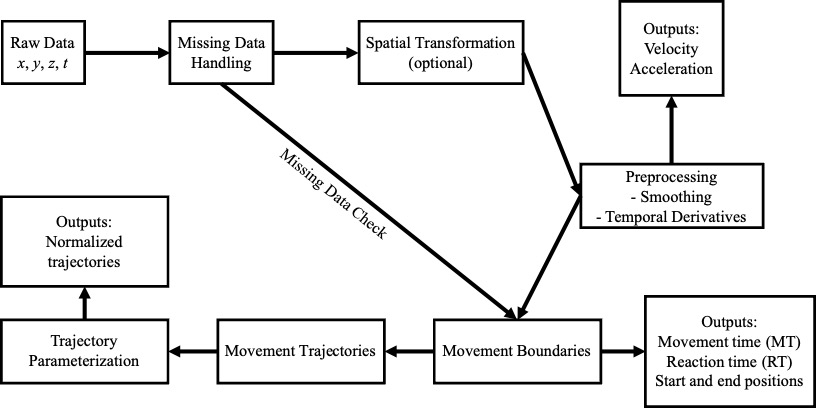 Raw Data
x, y, z, t
Missing Data
Handling
Spatial Transformation
(optional)
Outputs:
Velocity
Acceleration
Missing Data Check
Preprocessing
- Smoothing
- Temporal Derivatives
Outputs:
Normalized
trajectories
Trajectory
Parameterization
Movement Trajectories
Movement Boundaries
Outputs:
Movement time (MT)
Reaction time (RT)
Start and end positions